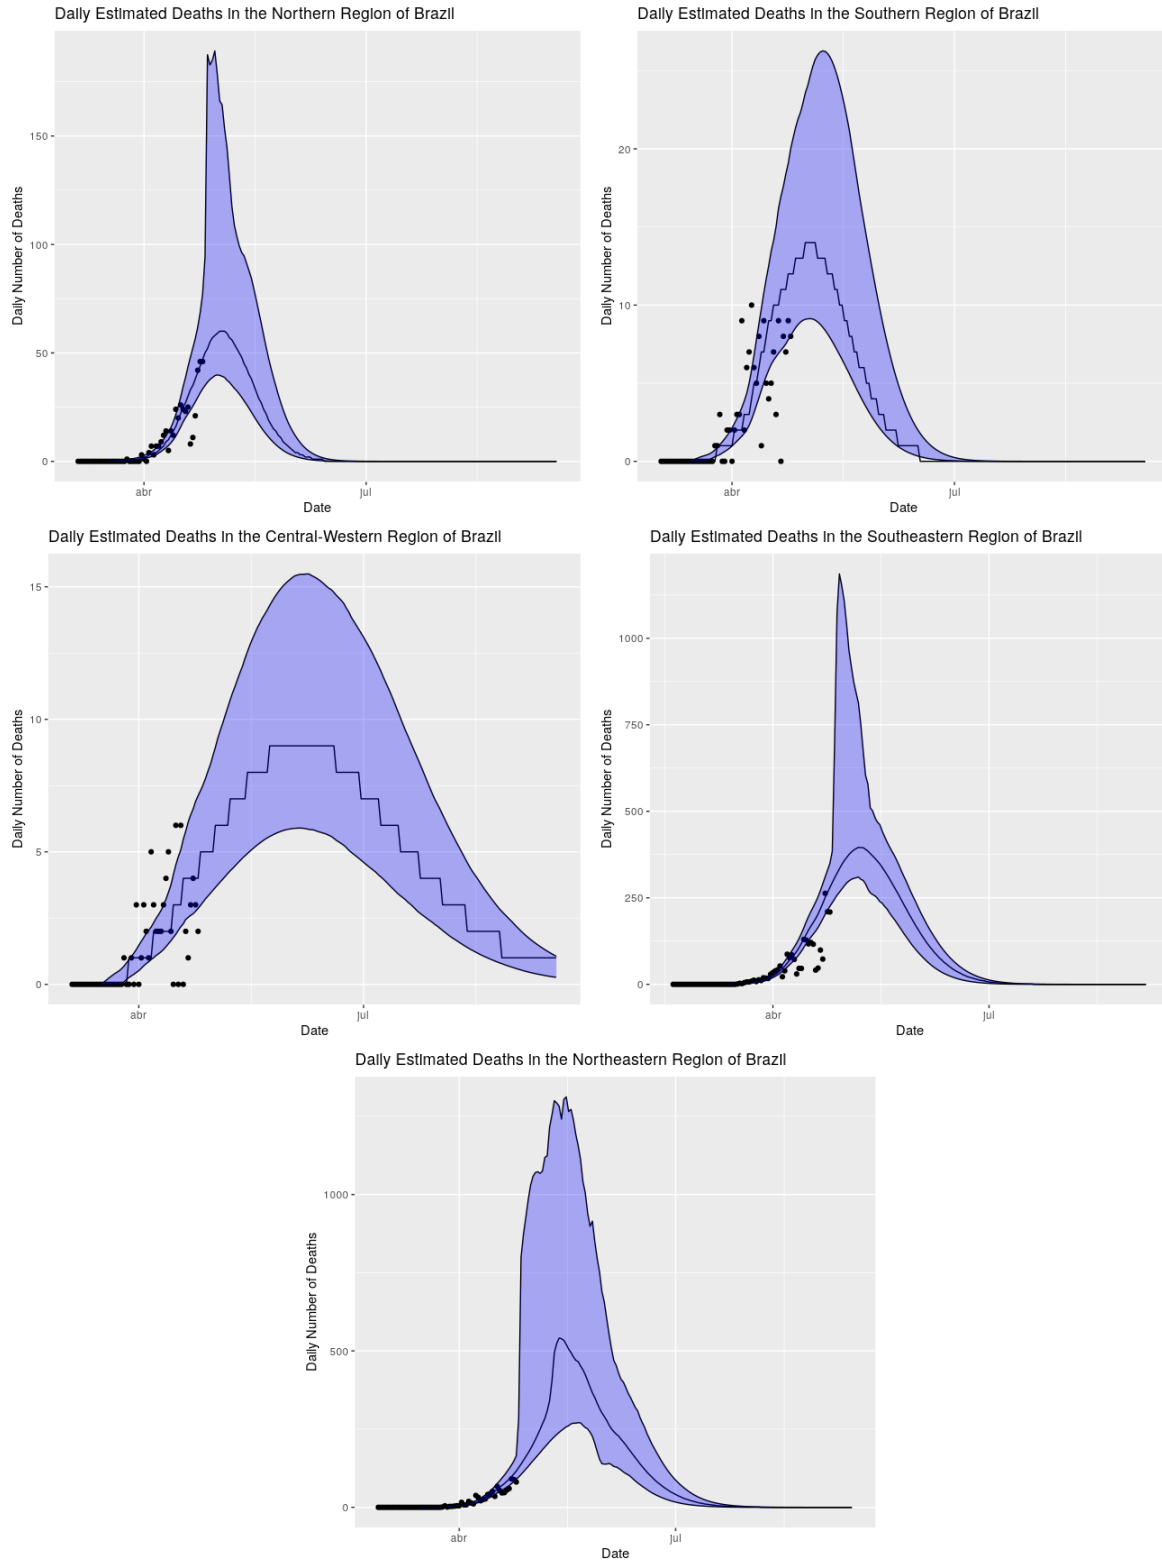 Daily Estimated Deaths in the Northern Region of Brazil
Daily Number of Deaths
150
100
50
0
abr
jul
Date
Daily Estimated Deaths in the Southern Region of Brazil
Daily Number of Deaths
20
10
0
abr
jul
Date
Daily Estimated Deaths in the Central-Western Region of Brazil
Daily Number of Deaths
15
10
5
0
abr
jul
Date
Daily Estimated Deaths in the Southeastern Region of Brazil
Daily Number of Deaths
1000
750
500
250
0
abr
jul
Date
Daily Estimated Deaths in the Northeastern Region of Brazil
Daily Number of Deaths
1000
500
0
abr
jul
Date